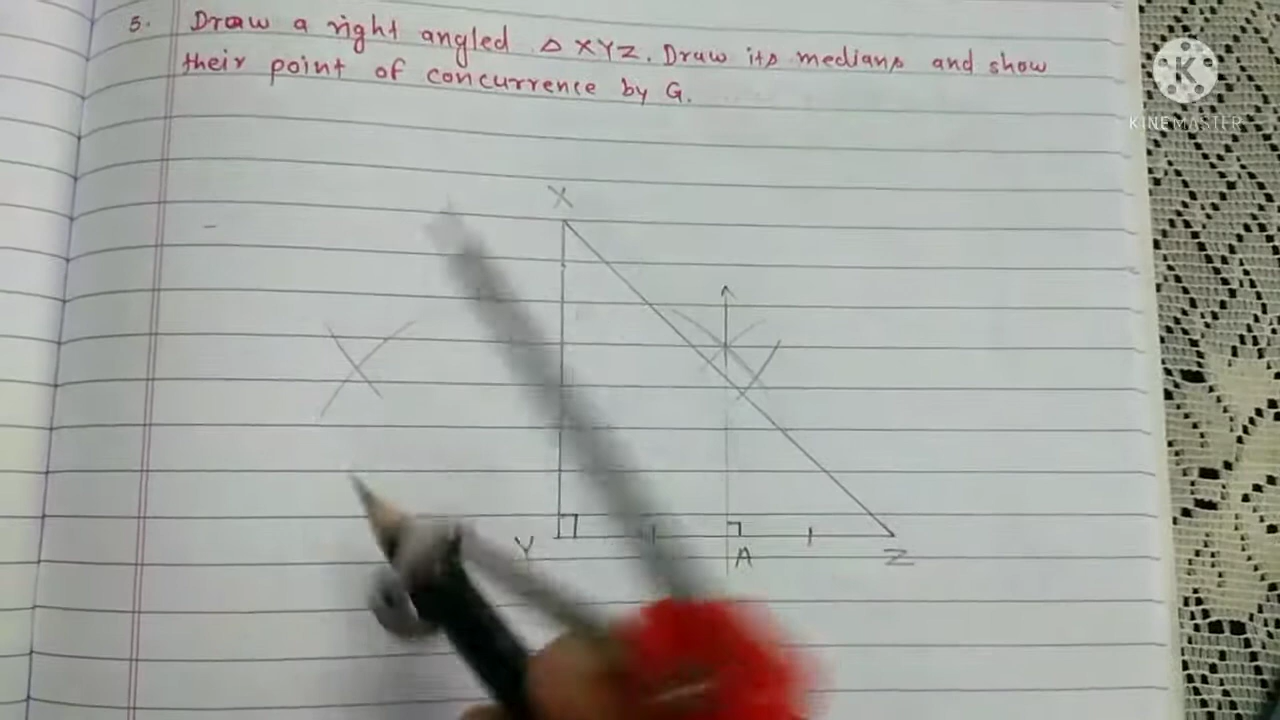 5. Draw a right angled △ XYZ. Draw its medians and show
their point of concurrence by G.
K
KINEMASTER
X
Y
A
Z